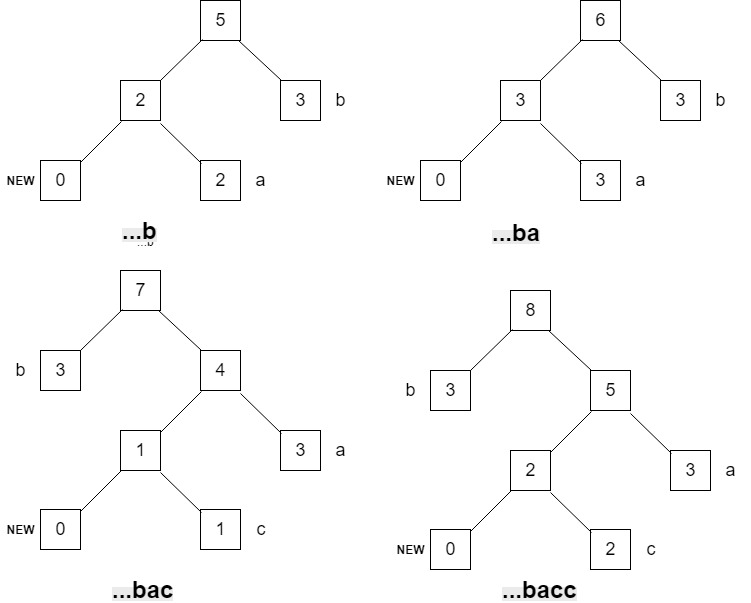 5
2
3 b
NEW 0
2 a
...b
...b
6
3
3 b
NEW 0
3 a
...ba
7
b 3
4
1
3 a
NEW 0
1 c
...bac
8
b 3
5
2
3 a
NEW 0
2 c
...bacc